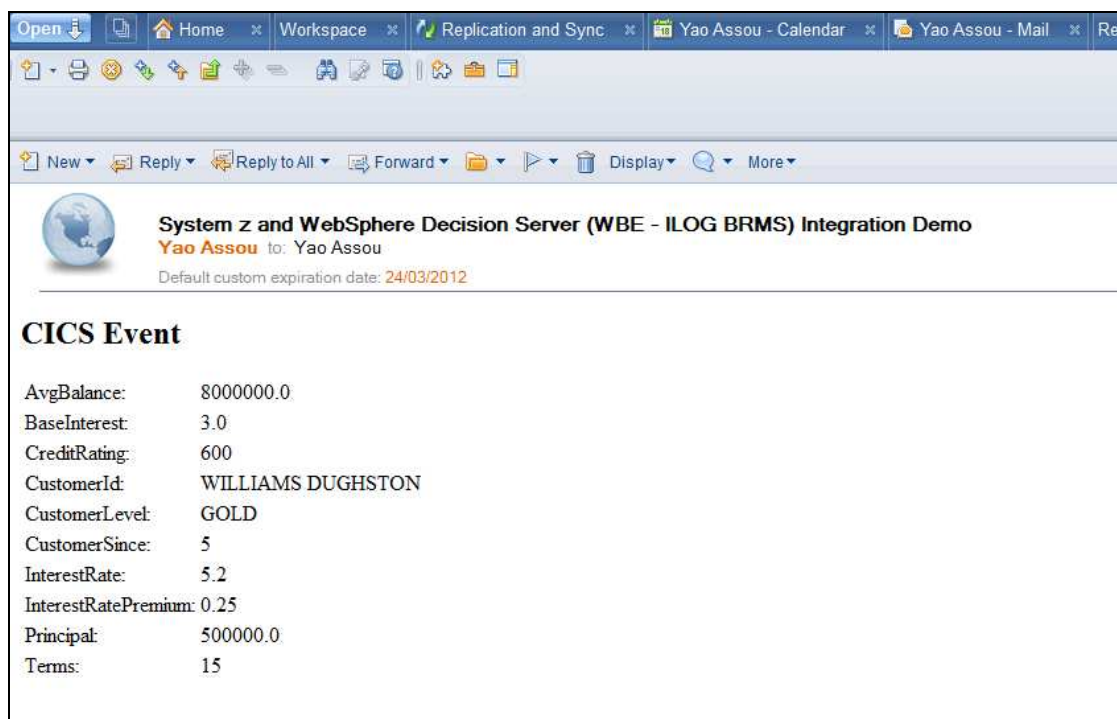 Open Home Workspace Replication and Sync Yao Assou - Calendar Yao Assou - Mail Re
New Reply Reply to All Forward Display More
System z and WebSphere Decision Server (WBE - ILOG BRMS) Integration Demo
Yao Assou to: Yao Assou
Default custom expiration date: 24/03/2012
CICS Event
AvgBalance: 8000000.0
BaseInterest: 3.0
CreditRating: 600
CustomerId: WILLIAMS DUGHSTON
CustomerLevel: GOLD
CustomerSince: 5
InterestRate: 5.2
InterestRatePremium: 0.25
Principal: 500000.0
Terms: 15